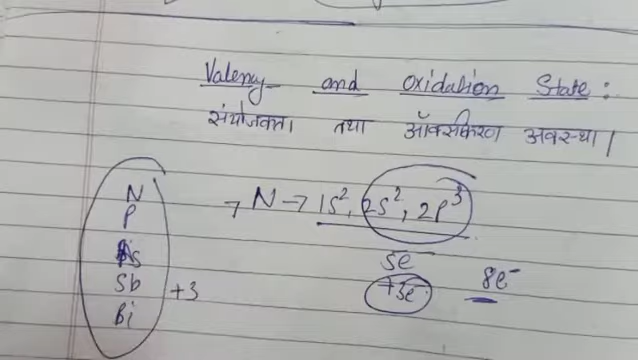 Valency and Oxidation State :
संयोजकता तथा ऑक्सीकरण अवस्था।
N
P
As
Sb +3
Bi
→ N → 1S², 2S², 2P³
5e⁻
+3e⁻
8e⁻